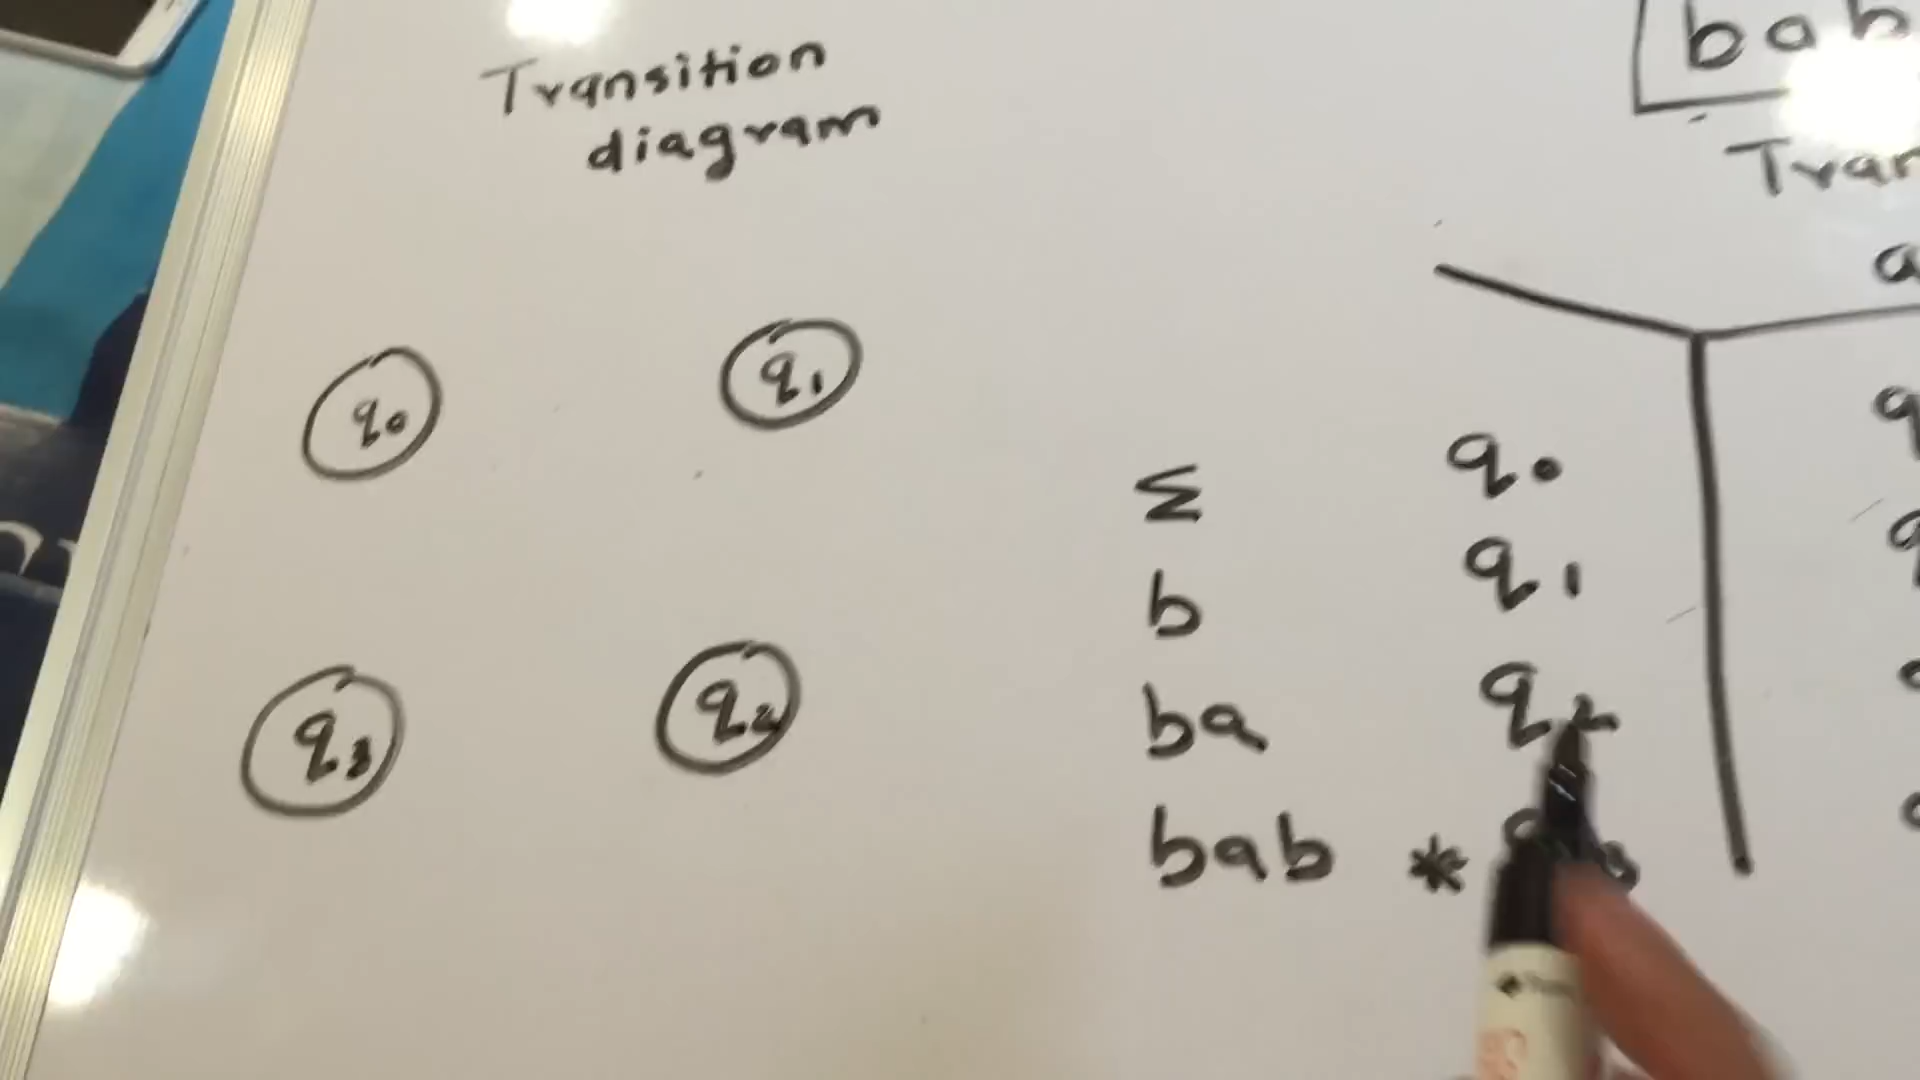 Transition
diagram
bab
a
q0
q1
q3
q2
Σ q0
b q1
ba q2
bab *